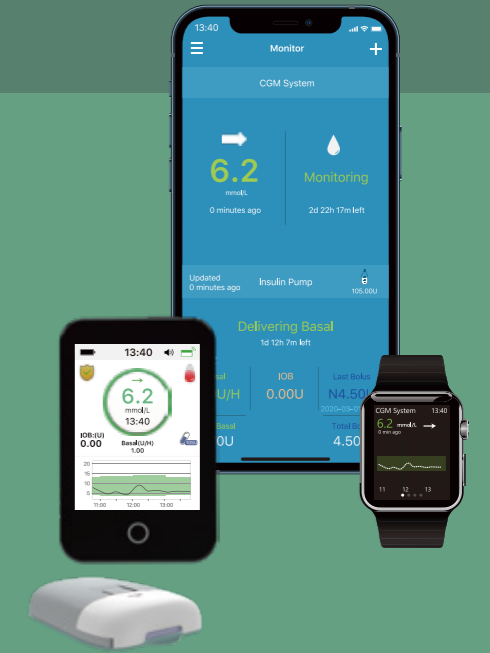 13:40
Monitor
CGM System
6.2
mmol/L
0 minutes ago
Monitoring
2d 22h 17m left
Updated
0 minutes ago
Insulin Pump
105.00U
Delivering Basal
1d 12h 7m left
IOB
Last Bolus
U/H
0.00U
N4.50
2020-03-0
Basal
Total Bo
0U
4.50
13:40
6.2
mmol/L
13:40
IOB:(U)
0.00
Basal(U/H)
1.00
20
15
10
5
11:00 12:00 13:00
CGM System 13:40
6.2 mmol/L
0 min ago
11 12 13